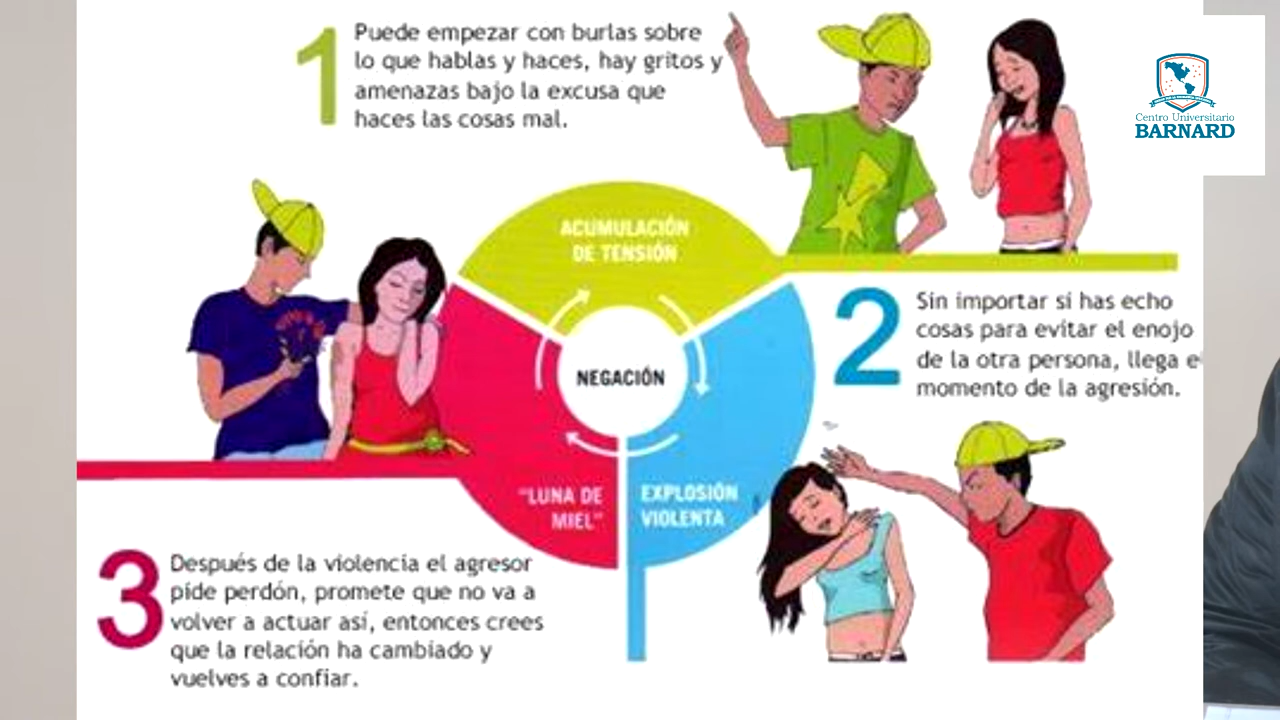 1
Puede empezar con burlas sobre
lo que hablas y haces, hay gritos y
amenazas bajo la excusa que
haces las cosas mal.
Centro Universitario
BARNARD
ACUMULACIÓN
DE TENSIÓN
2
Sin importar si has echo
cosas para evitar el enojo
de la otra persona, llega el
momento de la agresión.
NEGACIÓN
"LUNA DE
MIEL"
EXPLOSIÓN
VIOLENTA
3
Después de la violencia el agresor
pide perdón, promete que no va a
volver a actuar así, entonces crees
que la relación ha cambiado y
vuelves a confiar.